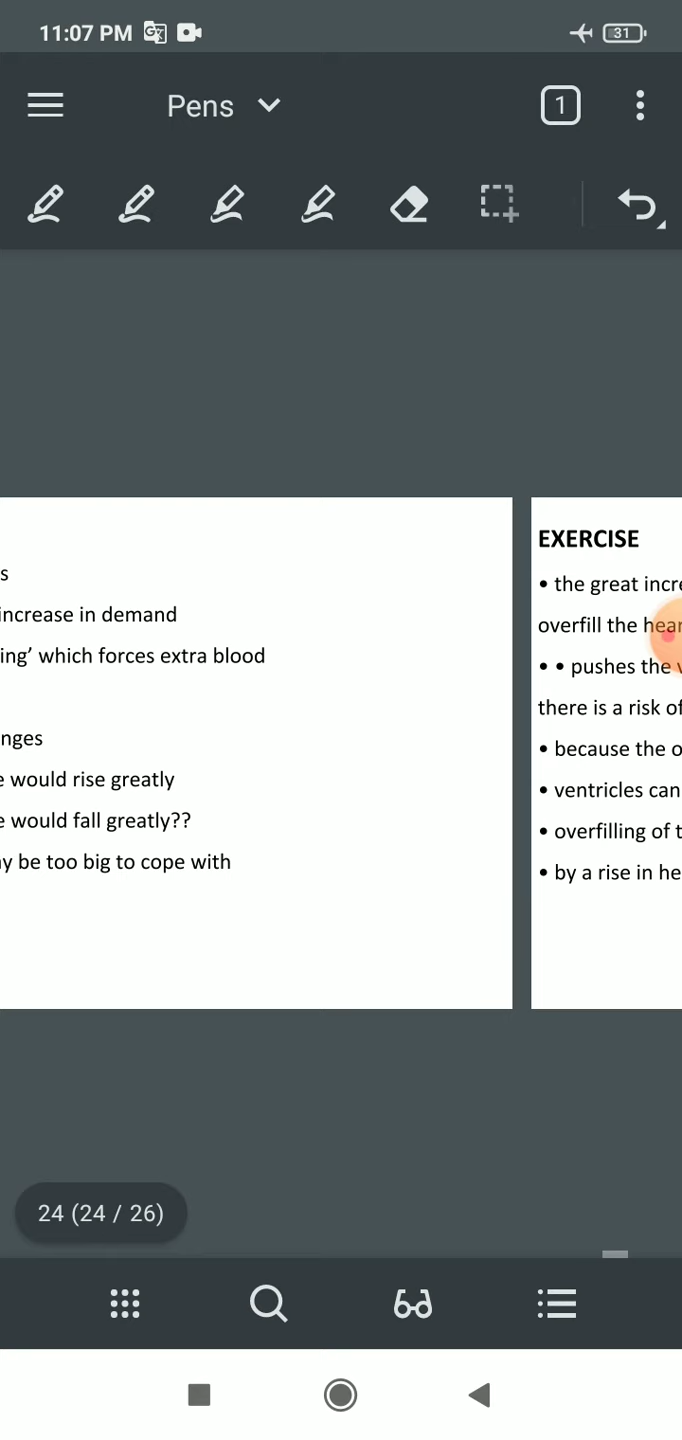 11:07 PM
31
Pens
1
s
increase in demand
ing’ which forces extra blood
nges
e would rise greatly
e would fall greatly??
y be too big to cope with
EXERCISE
• the great incre
overfill the hear
• • pushes the v
there is a risk of
• because the o
• ventricles can
• overfilling of t
• by a rise in he
24 (24 / 26)